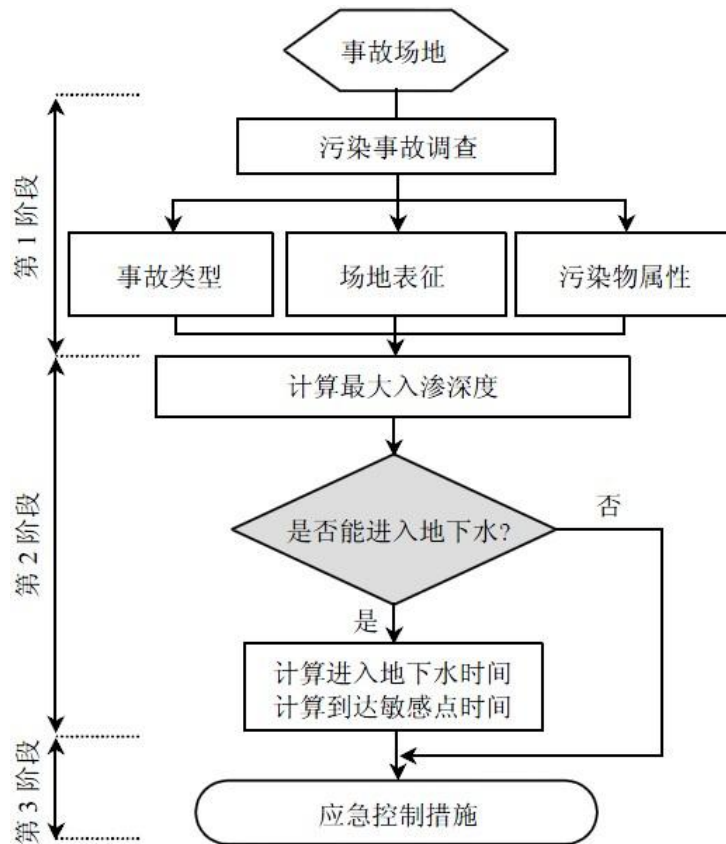 事故场地
污染事故调查
第1阶段
事故类型
场地表征
污染物属性
计算最大入渗深度
是否能进入地下水?
否
是
第2阶段
计算进入地下水时间
计算到达敏感点时间
第3阶段
应急控制措施